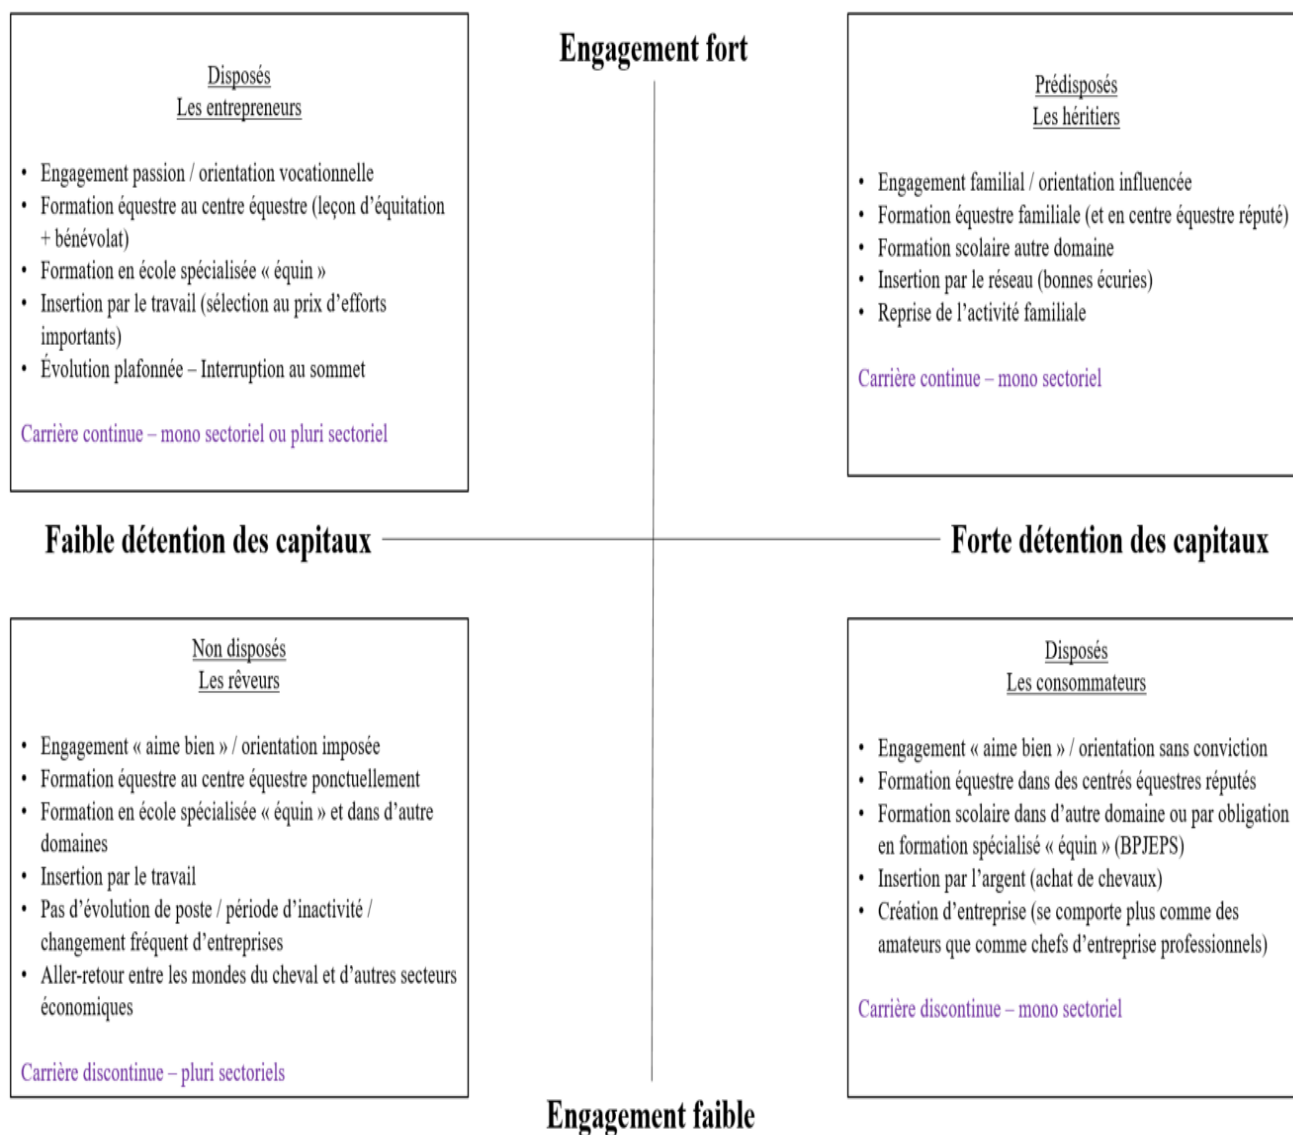 Engagement fort
Disposés
Les entrepreneurs
• Engagement passion / orientation vocationnelle
• Formation équestre au centre équestre (leçon d'équitation
+ bénévolat)
• Formation en école spécialisée « équin »
• Insertion par le travail (sélection au prix d'efforts
importants)
• Évolution plafonnée – Interruption au sommet
Carrière continue – mono sectoriel ou pluri sectoriel
Prédisposés
Les héritiers
• Engagement familial / orientation influencée
• Formation équestre familiale (et en centre équestre réputé)
• Formation scolaire autre domaine
• Insertion par le réseau (bonnes écuries)
• Reprise de l'activité familiale
Carrière continue – mono sectoriel
Faible détention des capitaux
Forte détention des capitaux
Non disposés
Les rêveurs
• Engagement « aime bien » / orientation imposée
• Formation équestre au centre équestre ponctuellement
• Formation en école spécialisée « équin » et dans d'autre
domaines
• Insertion par le travail
• Pas d'évolution de poste / période d'inactivité /
changement fréquent d'entreprises
• Aller-retour entre les mondes du cheval et d'autres secteurs
économiques
Carrière discontinue – pluri sectoriels
Disposés
Les consommateurs
• Engagement « aime bien » / orientation sans conviction
• Formation équestre dans des centrés équestres réputés
• Formation scolaire dans d'autre domaine ou par obligation
en formation spécialisé « équin » (BPJEPS)
• Insertion par l'argent (achat de chevaux)
• Création d'entreprise (se comporte plus comme des
amateurs que comme chefs d'entreprise professionnels)
Carrière discontinue – mono sectoriel
Engagement faible